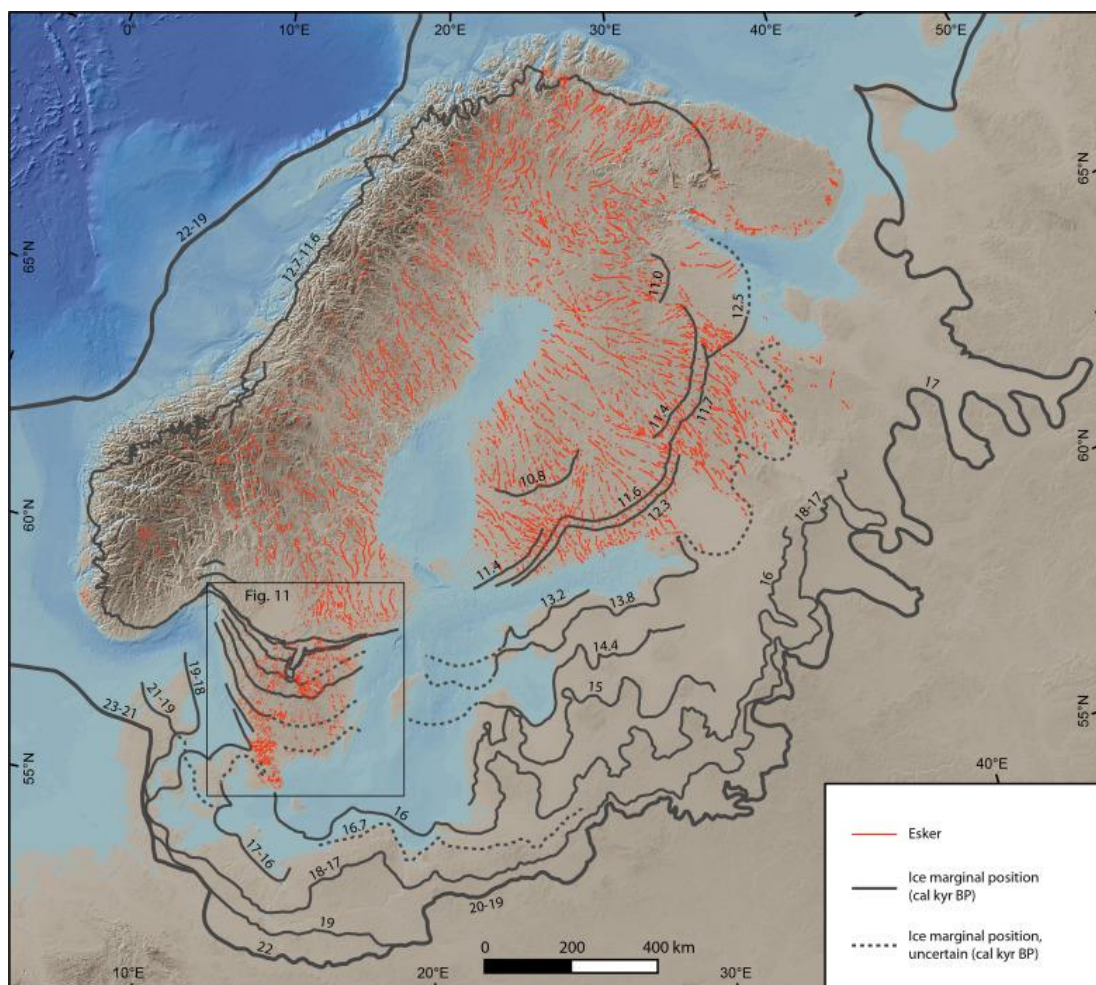 0°
10°E
20°E
30°E
40°E
50°E
65°N
65°N
22-19
12.7-11.6
11.0
12.5
17
11.4
11.7
60°N
10.8
18-17
60°N
11.6
12.3
11.4
16
Fig. 11
13.2
13.8
14.4
19-18
21-19
15
23-21
55°N
55°N
40°E
16
16.7
17-16
18-17
20-19
19
22
0 200 400 km
10°E
20°E
30°E
Esker
Ice marginal position
(cal kyr BP)
Ice marginal position,
uncertain (cal kyr BP)